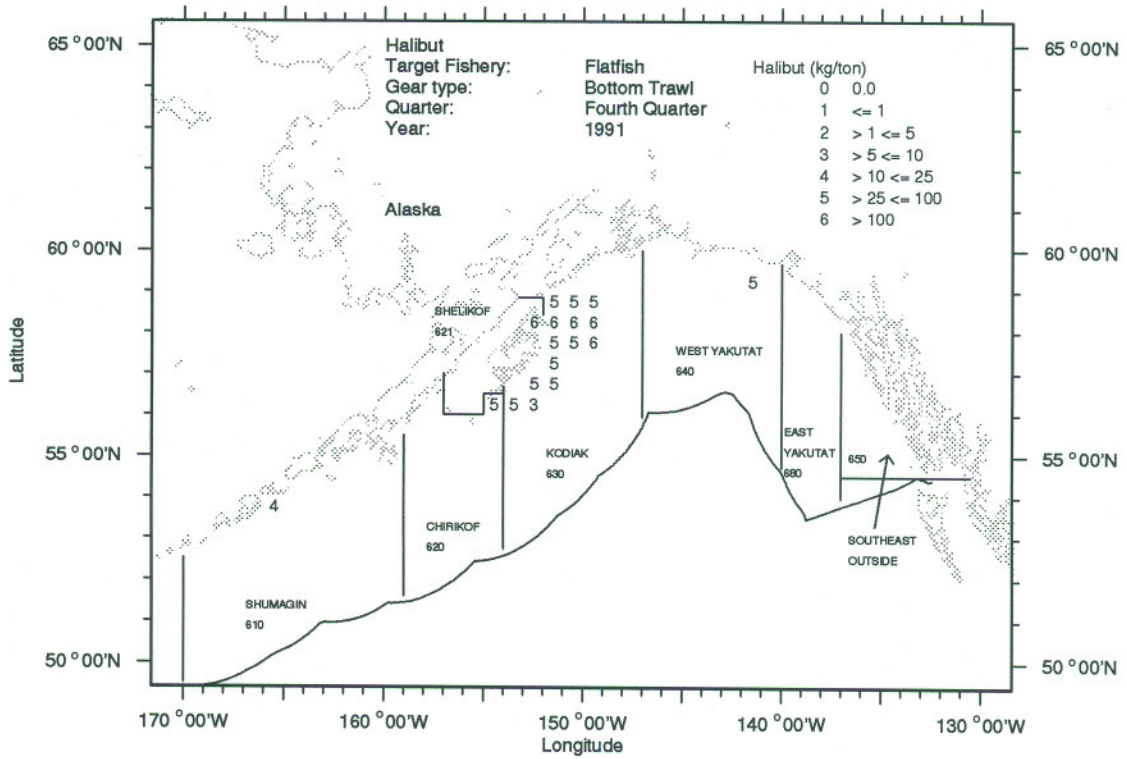 Halibut
Target Fishery: Flatfish
Gear type: Bottom Trawl
Quarter: Fourth Quarter
Year: 1991
Halibut (kg/ton)
0 0.0
1 <= 1
2 > 1 <= 5
3 > 5 <= 10
4 > 10 <= 25
5 > 25 <= 100
6 > 100
65 °00'N
60 °00'N
55 °00'N
50 °00'N
Latitude
65 °00'N
60 °00'N
55 °00'N
50 °00'N
Alaska
SHELIKOF
621
5 5 5
6 6 6 6
5 5 6
5
5 5
5 5 3
5
4
WEST YAKUTAT
640
EAST
YAKUTAT
680
650
SOUTHEAST
OUTSIDE
KODIAK
630
CHIRIKOF
620
SHUMAGIN
610
170 °00'W 160 °00'W 150 °00'W 140 °00'W 130 °00'W
Longitude